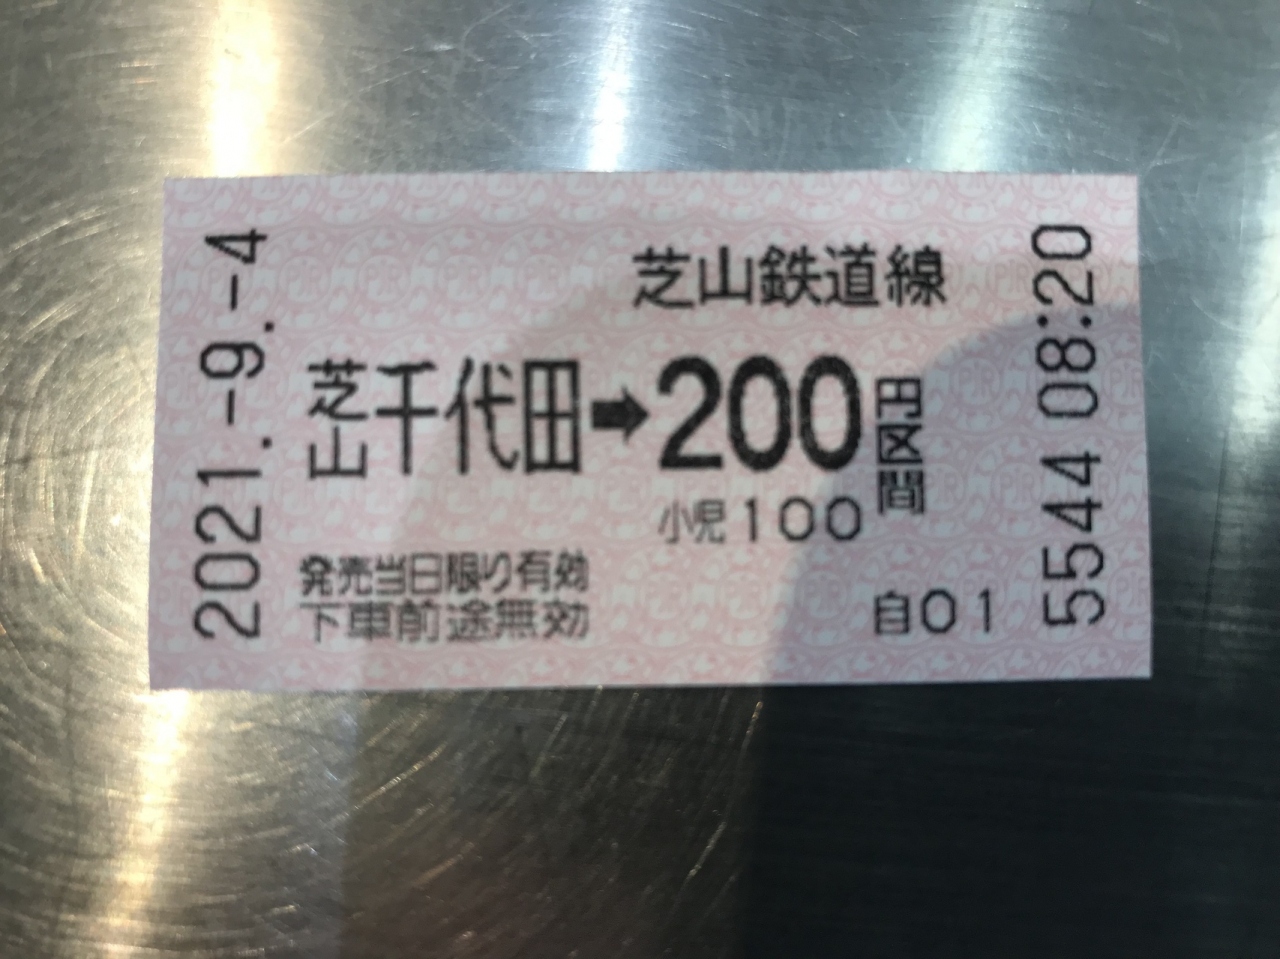 芝山鉄道線
芝山千代田➡200円区間
小児100
発売当日限り有効
下車前途無効
自01
2021.-9.-4
5544 08:20